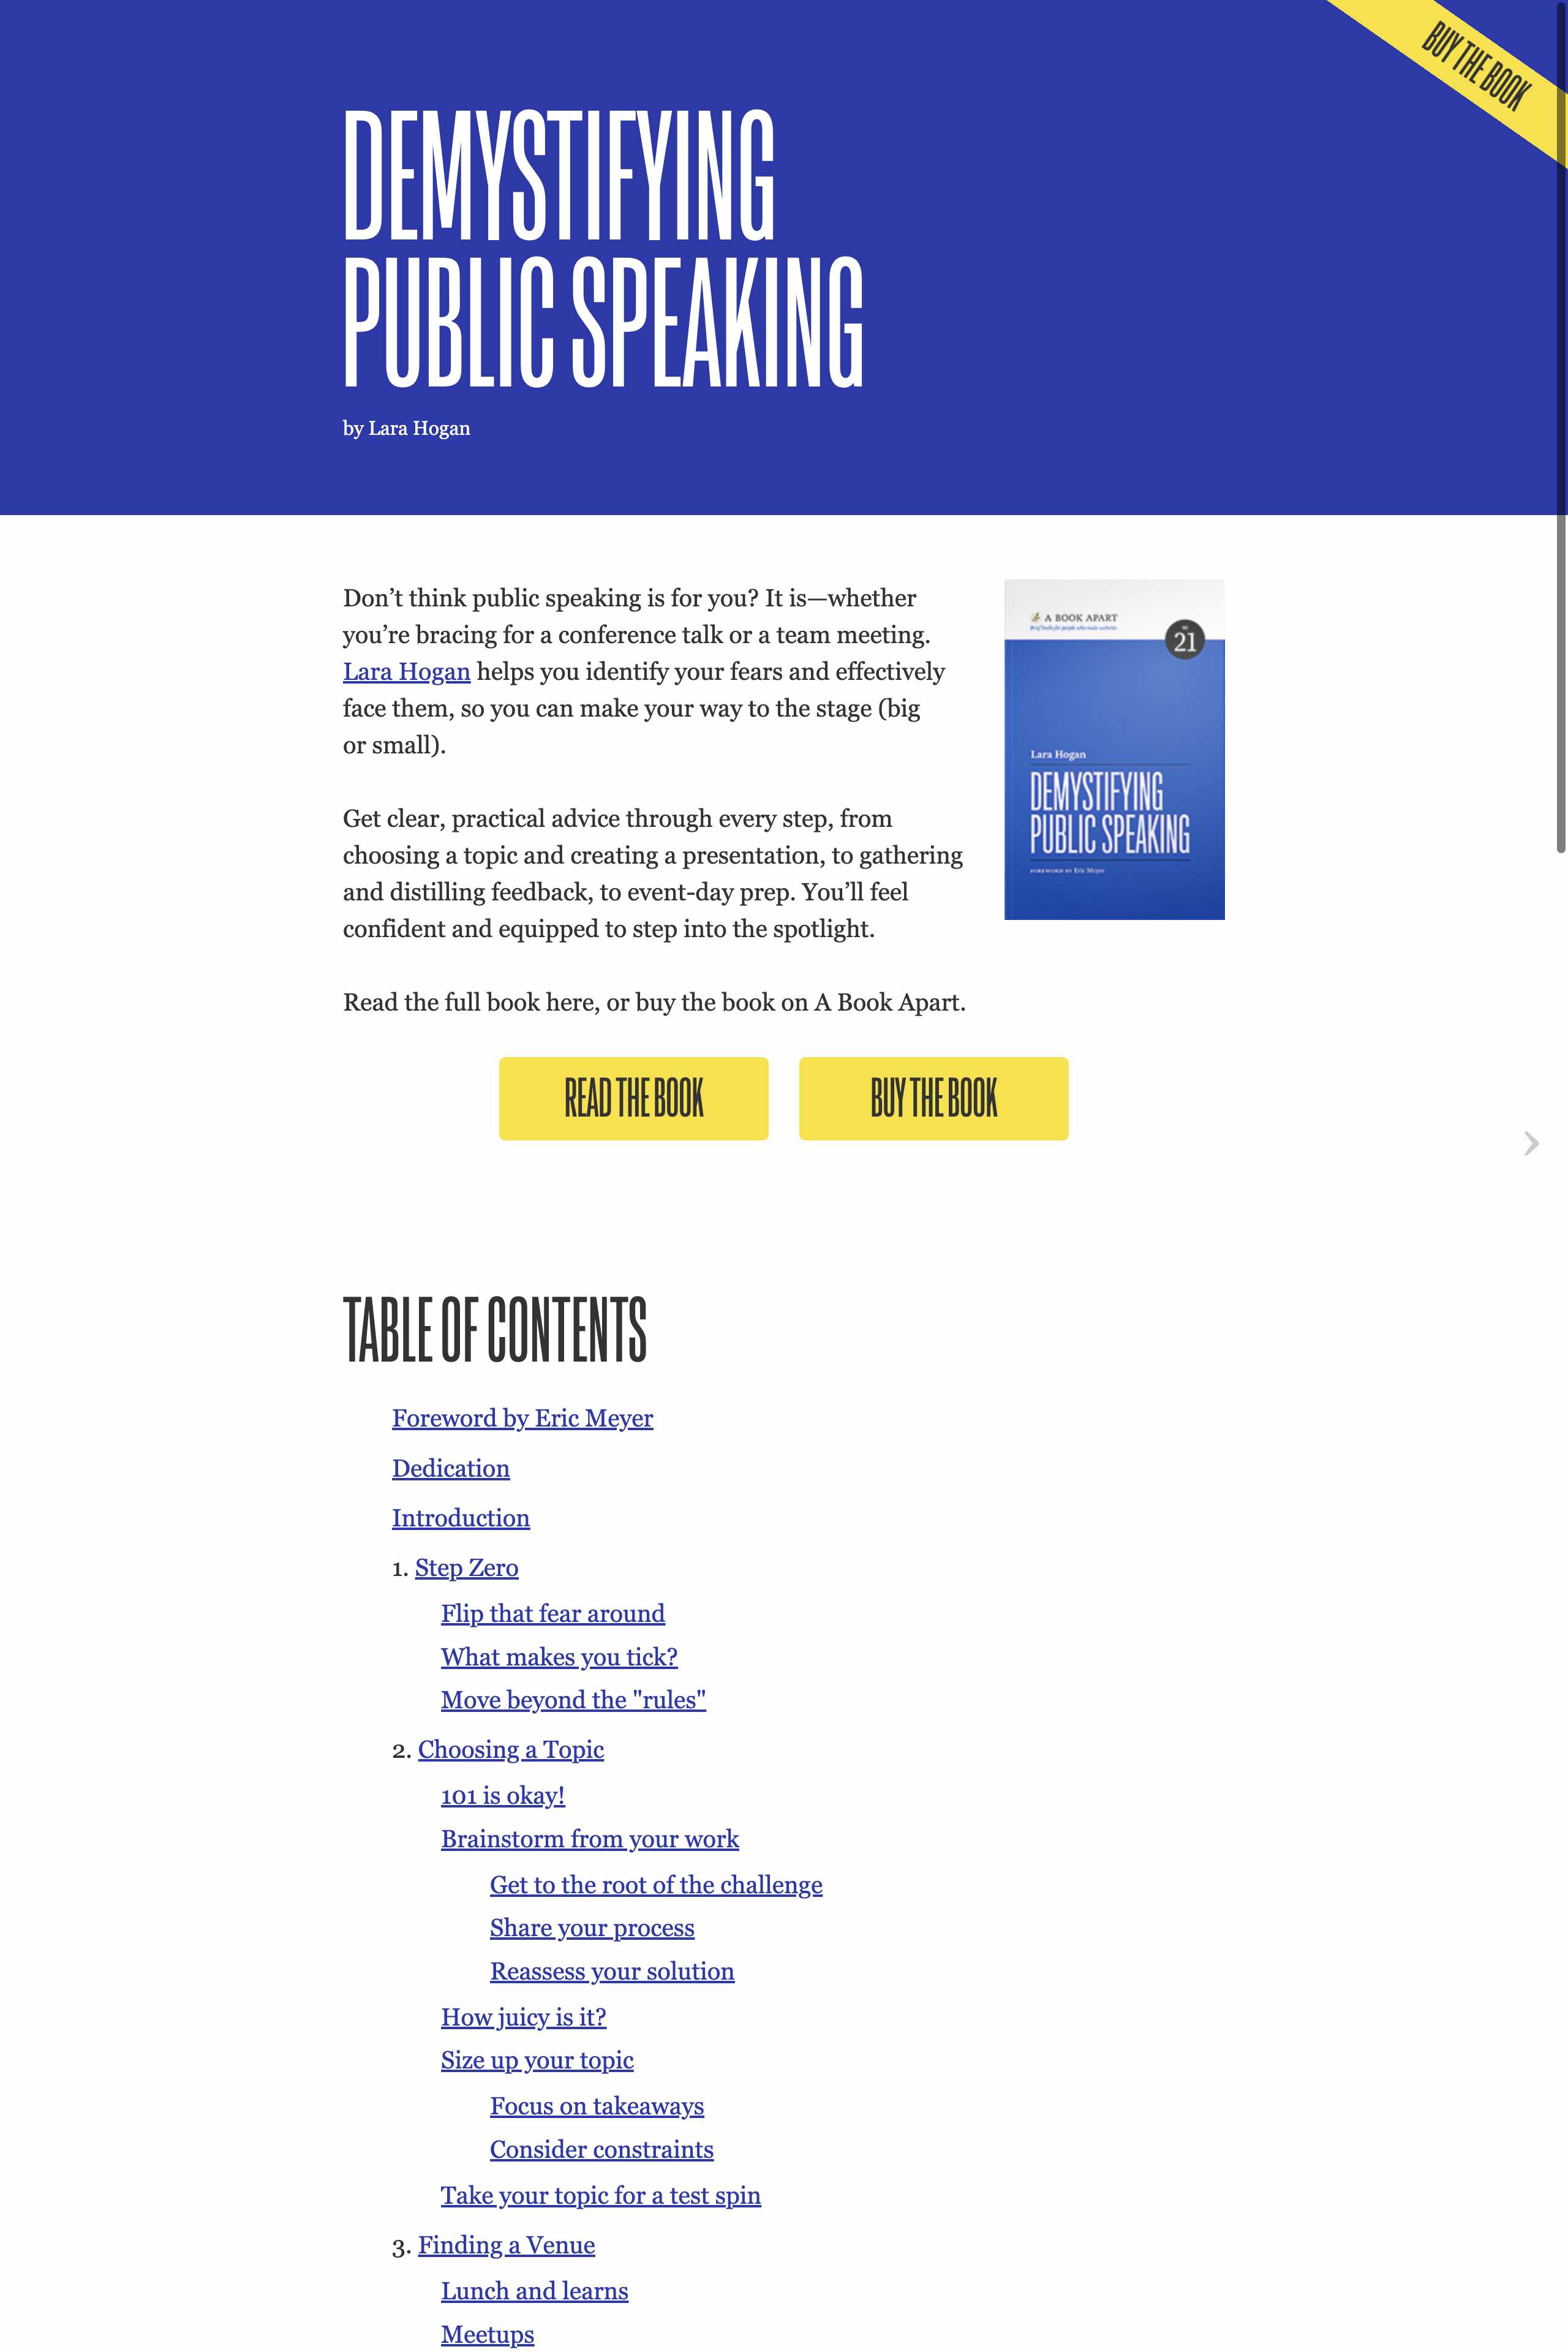 BUY THE BOOK
DEMYSTIFYING
PUBLIC SPEAKING
by Lara Hogan
Don’t think public speaking is for you? It is—whether
you’re bracing for a conference talk or a team meeting.
Lara Hogan helps you identify your fears and effectively
face them, so you can make your way to the stage (big
or small).
A BOOK APART
Brief books for people who make websites
No
21
Lara Hogan
DEMYSTIFYING
PUBLIC SPEAKING
FOREWORD BY Eric Meyer
Get clear, practical advice through every step, from
choosing a topic and creating a presentation, to gathering
and distilling feedback, to event-day prep. You’ll feel
confident and equipped to step into the spotlight.
Read the full book here, or buy the book on A Book Apart.
READ THE BOOK
BUY THE BOOK
TABLE OF CONTENTS
Foreword by Eric Meyer
Dedication
Introduction
1. Step Zero
Flip that fear around
What makes you tick?
Move beyond the "rules"
2. Choosing a Topic
101 is okay!
Brainstorm from your work
Get to the root of the challenge
Share your process
Reassess your solution
How juicy is it?
Size up your topic
Focus on takeaways
Consider constraints
Take your topic for a test spin
3. Finding a Venue
Lunch and learns
Meetups